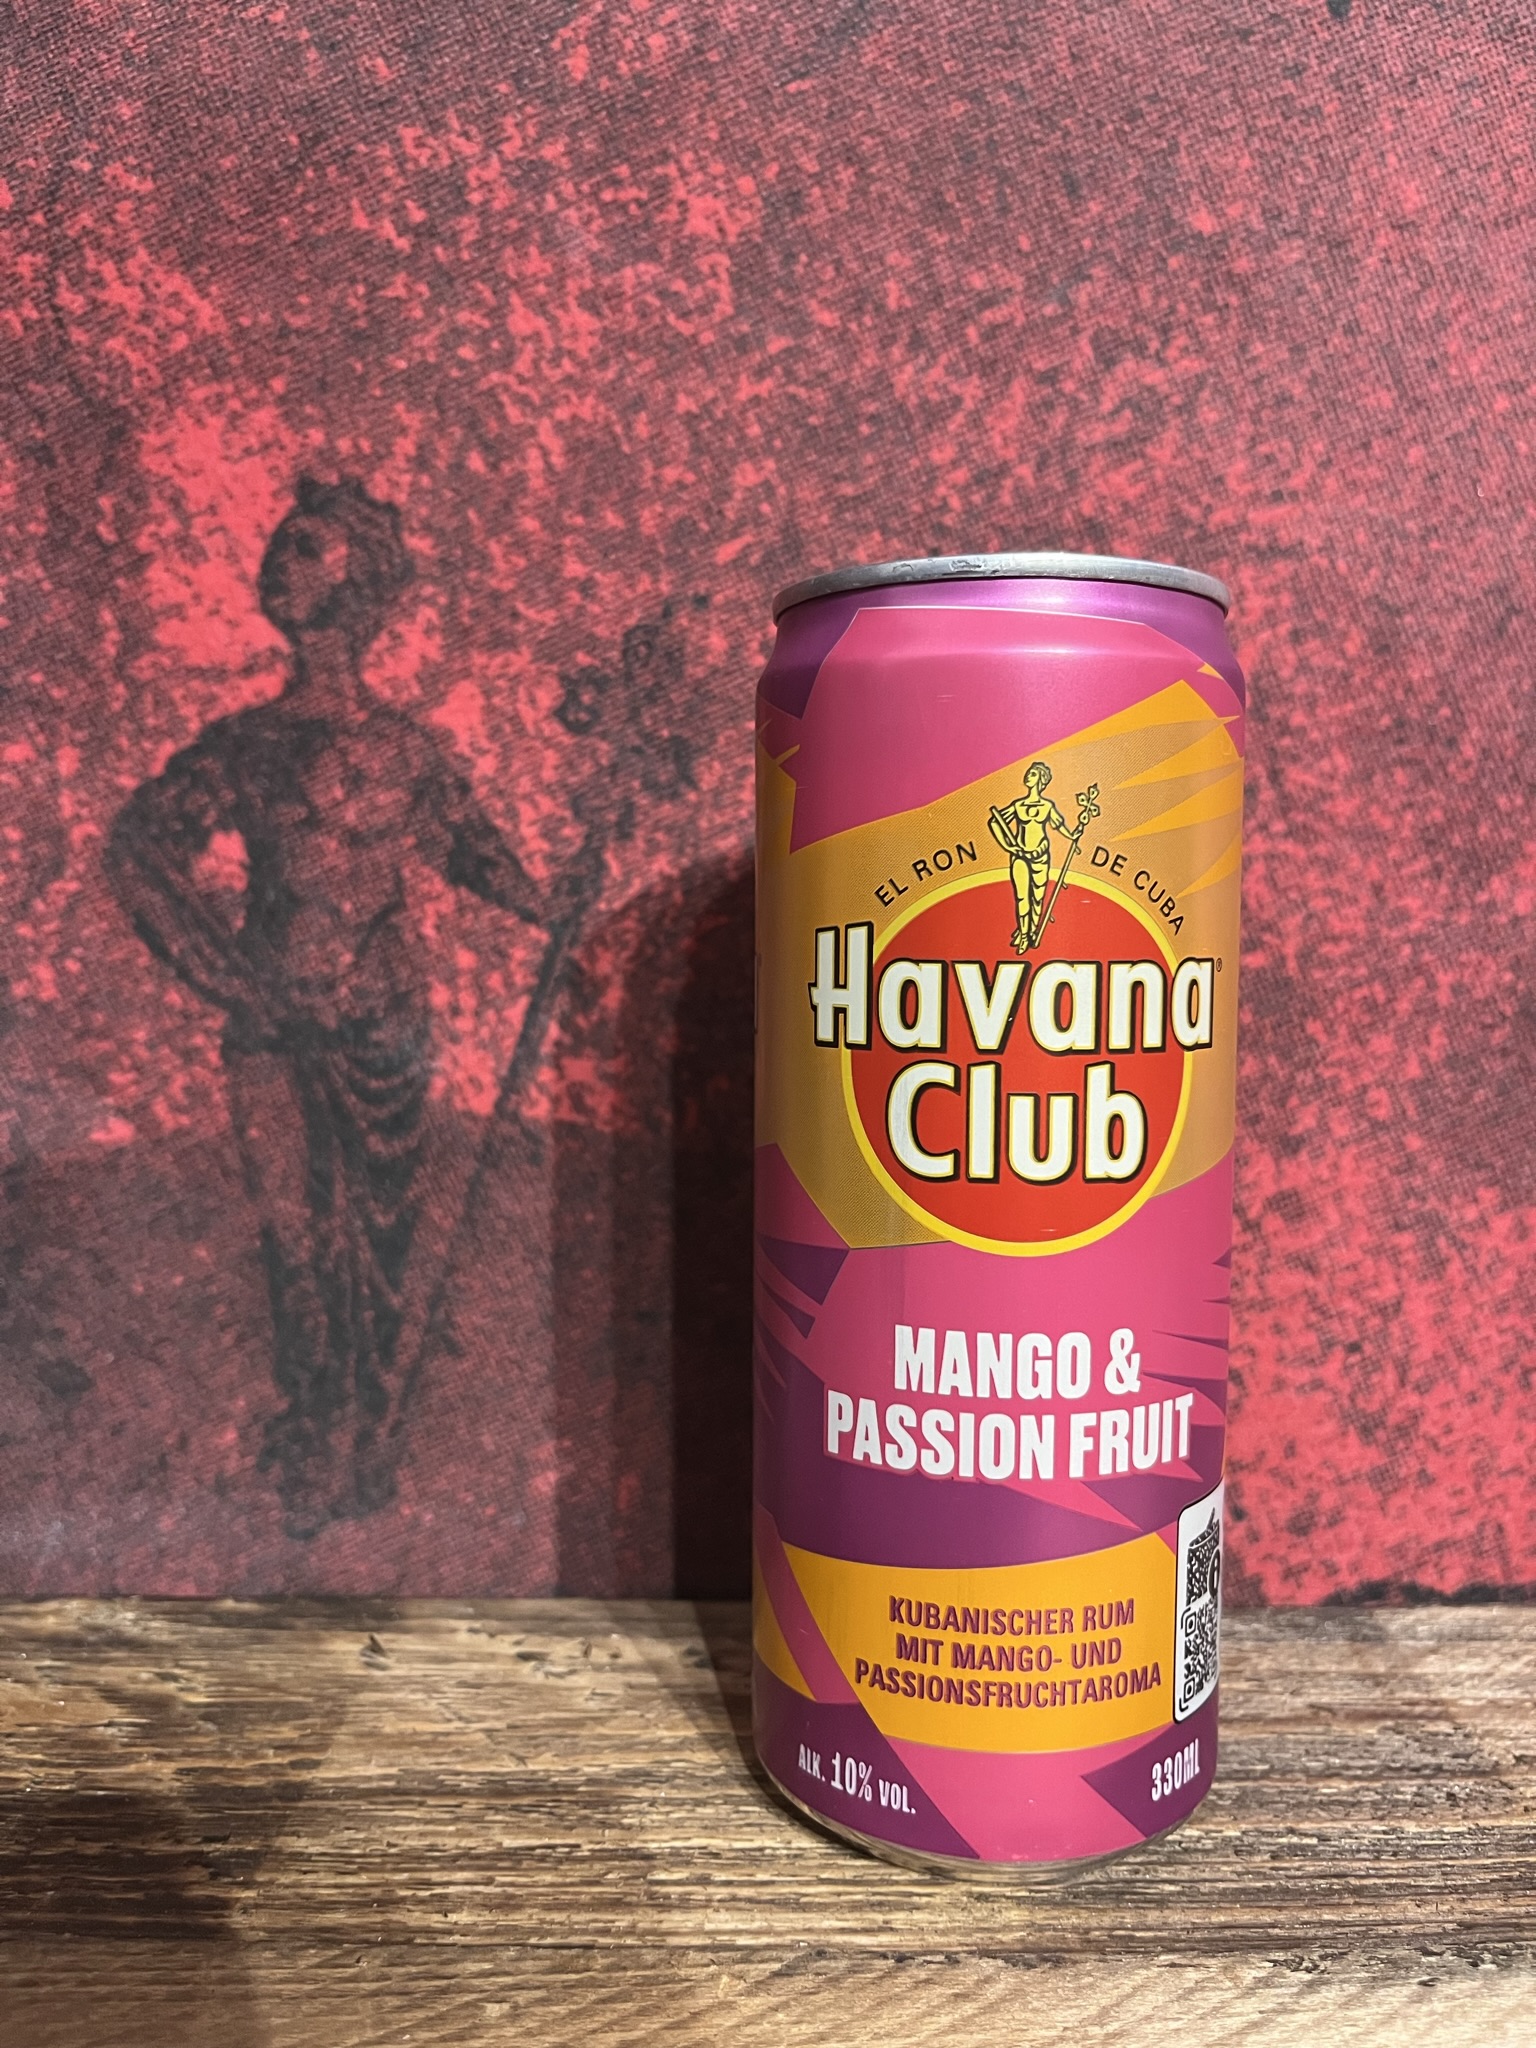 EL RON DE CUBA
Havana
Club
MANGO &
PASSION FRUIT
KUBANISCHER RUM
MIT MANGO- UND
PASSIONSFRUCHTAROMA
ALK. 10% VOL.
330ML